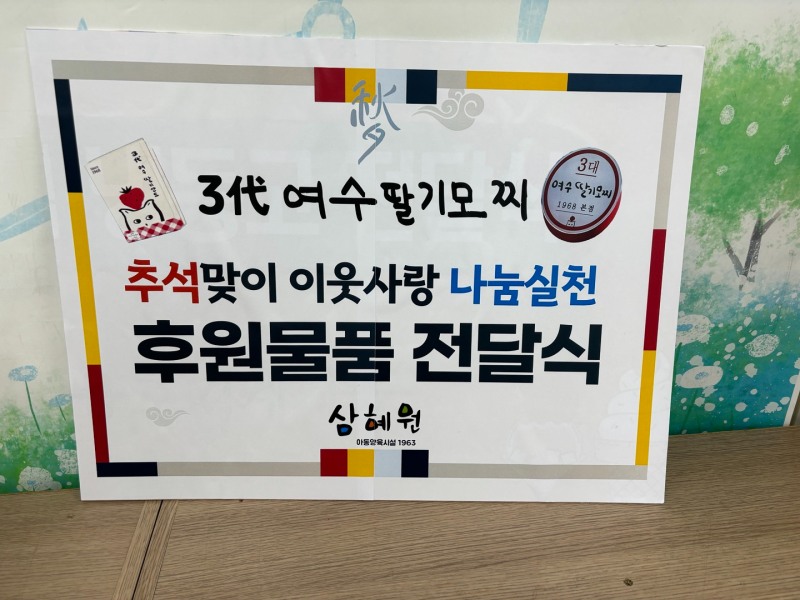 秋夕
3代 여수딸기모찌
3대
여수딸기모찌
1968 본점
추석맞이 이웃사랑 나눔실천
후원물품 전달식
삼혜원
아동양육시설 1963